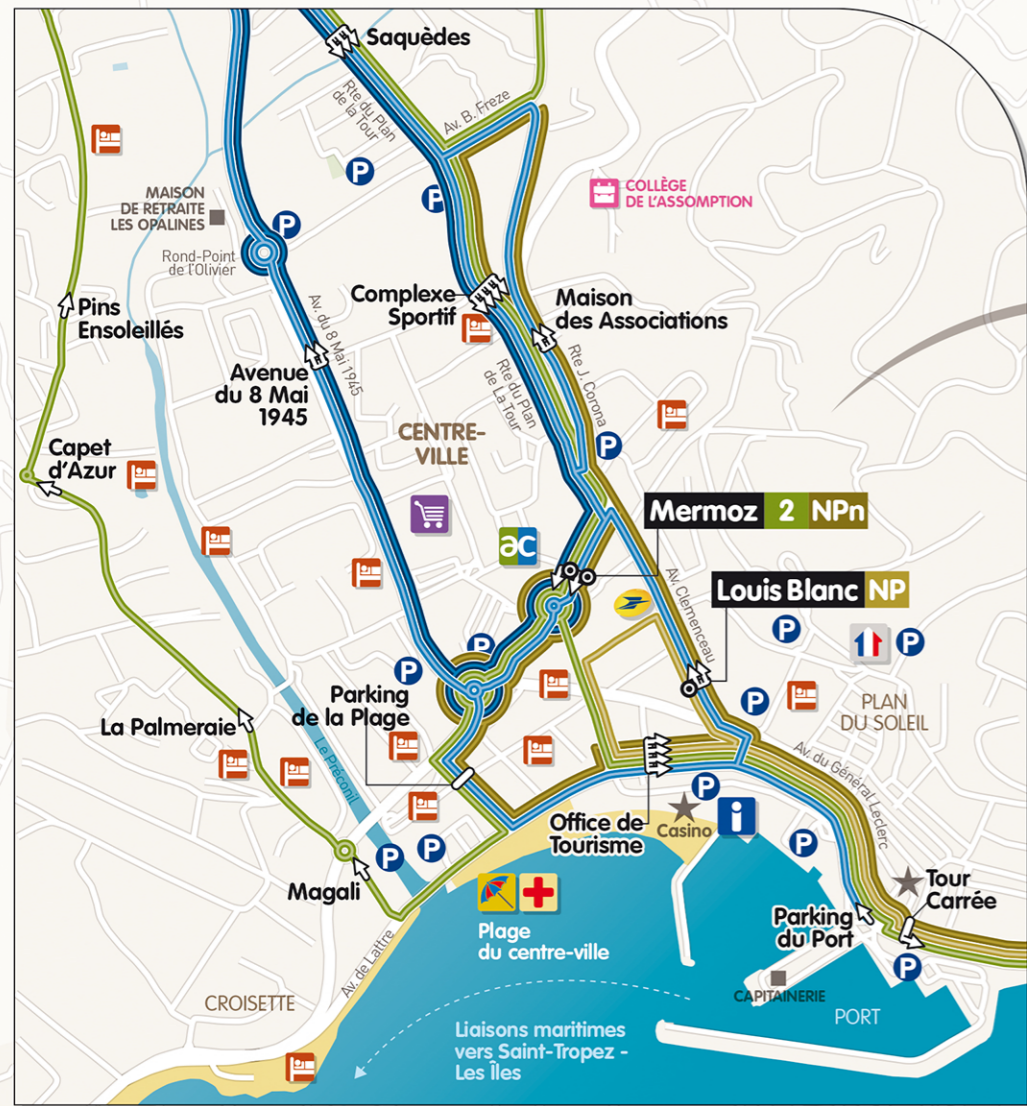 Saquèdes
Rte du Plan
de la Tour
Av. B. Freze
P
P
COLLÈGE
DE L'ASSOMPTION
MAISON
DE RETRAITE
LES OPALINES
P
Rond-Point
de l'Olivier
Pins
Ensoleillés
Complexe
Sportif
Maison
des Associations
Av. du 8 Mai 1945
Avenue
du 8 Mai
1945
Rte du Plan
de La Tour
Rte J. Corona
CENTRE-
VILLE
P
Capet
d'Azur
Mermoz 2 NPn
ac
Louis Blanc NP
Av. Clemenceau
P
P
P
P
P
Parking
de la Plage
PLAN
DU SOLEIL
La Palmeraie
Le Préconil
Av. du Général Leclerc
P
Office de
Tourisme
Casino
i
P
P
P
Magali
Tour
Carrée
Parking
du Port
Plage
du centre-ville
P
Av. de Lattre
CROISETTE
CAPITAINERIE
PORT
Liaisons maritimes
vers Saint-Tropez -
Les Îles